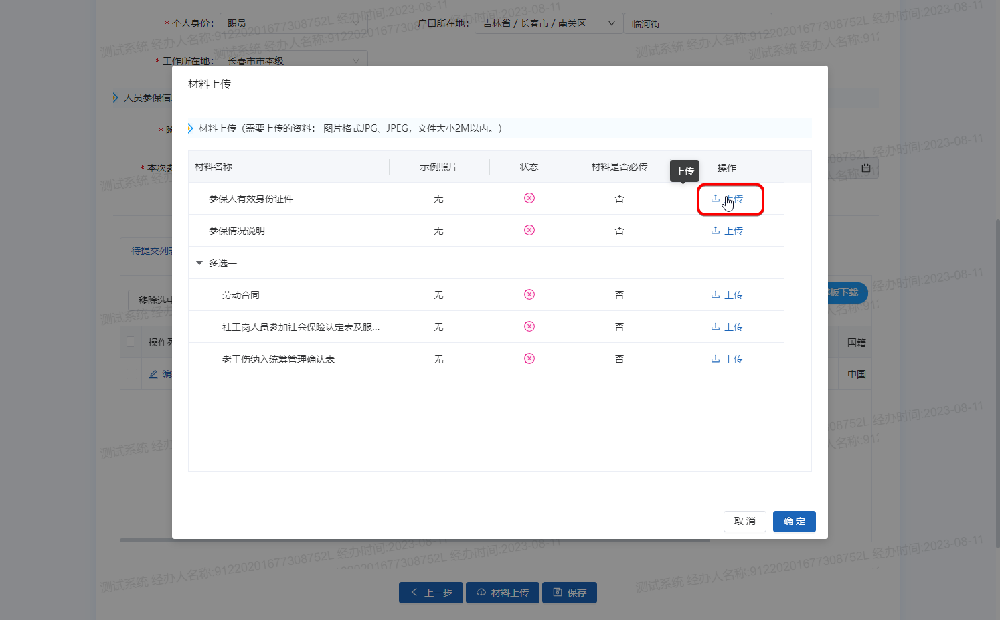 * 个人身份： 职员 户口所在地： 吉林省 / 长春市 / 南关区 临河街
* 工作所在地： 长春市市本级
人员参保信
* 险
* 本次参
待提交列表
移除选中
板下载
操作列
国籍
编
中国
材料上传
材料上传（需要上传的资料： 图片格式JPG、JPEG，文件大小2M以内。）
材料名称 示例照片 状态 材料是否必传 操作
上传
参保人有效身份证件 无 否 上传
参保情况说明 无 否 上传
多选一
劳动合同 无 否 上传
社工岗人员参加社会保险认定表及服... 无 否 上传
老工伤纳入统筹管理确认表 无 否 上传
取 消 确 定
上一步 材料上传 保存
测试系统 经办人名称:91220201677308752L 经办时间:2023-08-11